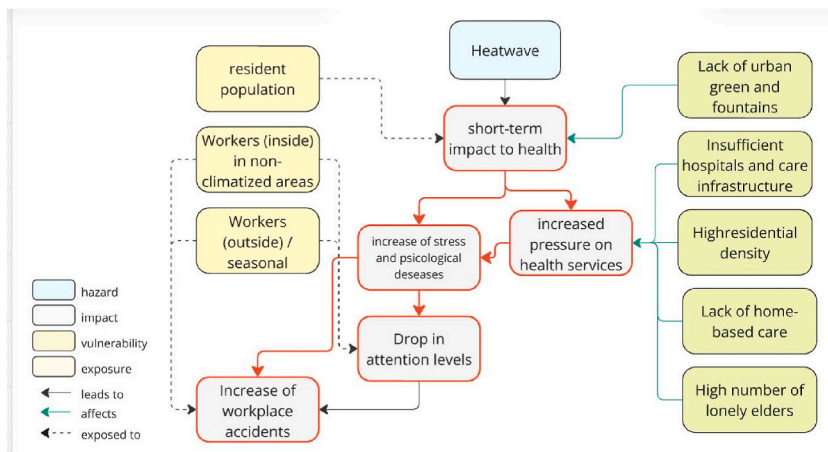 Heatwave
resident
population
Lack of urban
green and
fountains
short-term
impact to health
Workers (inside)
in non-
climatized areas
Insufficient
hospitals and care
infrastructure
Workers
(outside) /
seasonal
increase of stress
and psicological
deseases
increased
pressure on
health services
Highresidential
density
hazard
impact
vulnerability
exposure
leads to
affects
exposed to
Drop in
attention levels
Lack of home-
based care
Increase of
workplace
accidents
High number of
lonely elders